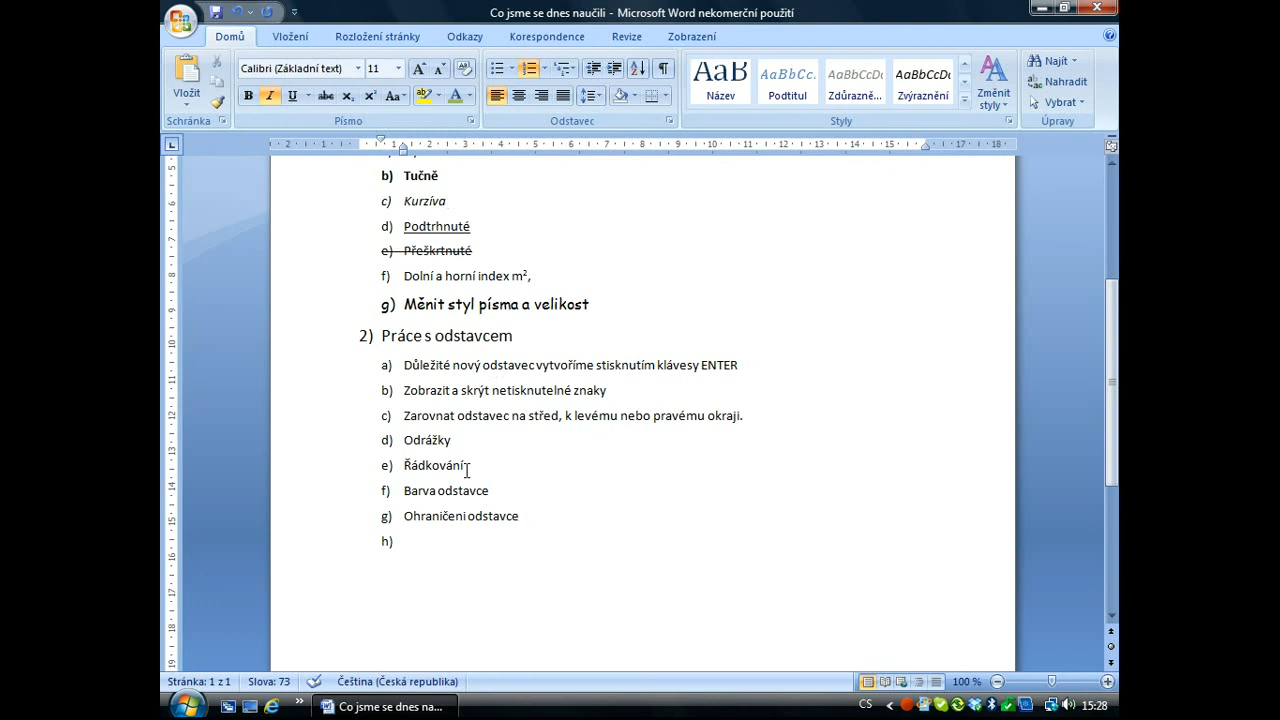 Co jsme se dnes naučili - Microsoft Word nekomerční použití
Domů Vložení Rozložení stránky Odkazy Korespondence Revize Zobrazení
Vložit
Schránka
Calibri (Základní text) 11
Písmo
Odstavec
AaB Název
AaBbCc. Podtitul
AaBbCcDc Zdůrazně...
AaBbCcDc Zvýraznění
Změnit styly
Styly
Najít
Nahradit
Vybrat
Úpravy
b) Tučně
c) Kurzíva
d) Podtrhnuté
e) Přeškrtnuté
f) Dolní a horní index m²,
g) Měnit styl písma a velikost
2) Práce s odstavcem
a) Důležité nový odstavec vytvoříme stisknutím klávesy ENTER
b) Zobrazit a skrýt netisknutelné znaky
c) Zarovnat odstavec na střed, k levému nebo pravému okraji.
d) Odrážky
e) Řádkování
f) Barva odstavce
g) Ohraničeni odstavce
h)
Stránka: 1 z 1 Slova: 73 Čeština (Česká republika) 100 %
Co jsme se dnes na... CS 15:28